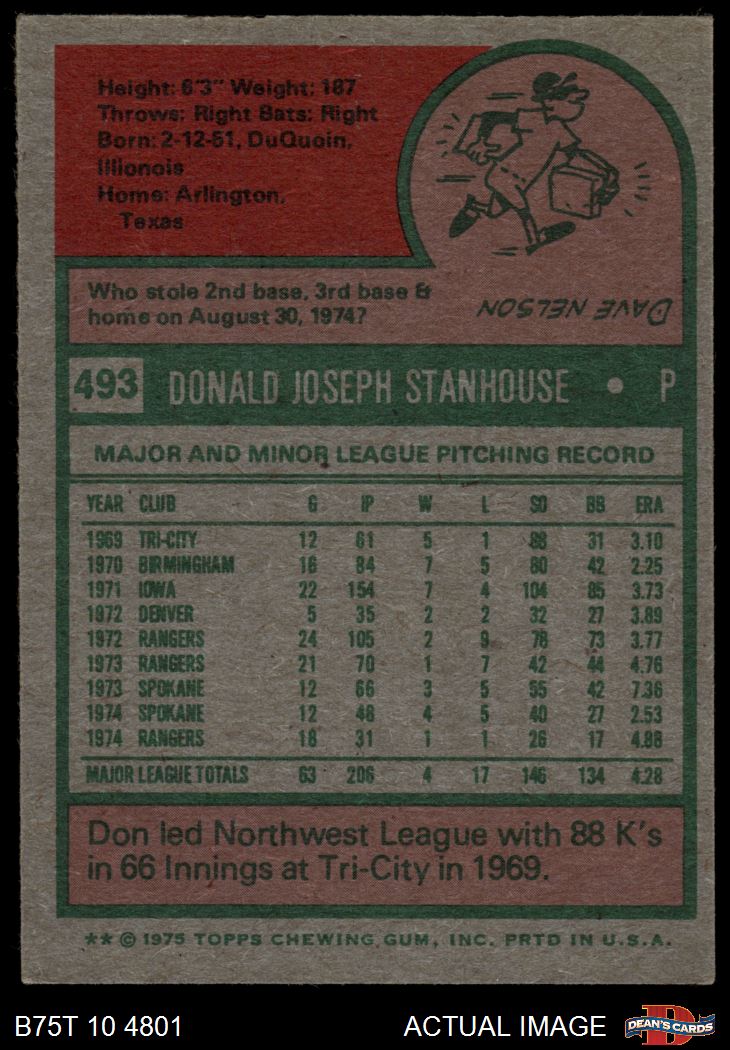 Height: 6'3" Weight: 187
Throws: Right Bats: Right
Born: 2-12-51, DuQuoin,
Illionois
Home: Arlington,
Texas
Who stole 2nd base, 3rd base &
home on August 30, 1974?
DAVE NELSON
493 DONALD JOSEPH STANHOUSE • P
MAJOR AND MINOR LEAGUE PITCHING RECORD
YEAR CLUB G IP W L SO BB ERA
1969 TRI-CITY 12 61 5 1 88 31 3.10
1970 BIRMINGHAM 16 84 7 5 80 42 2.25
1971 IOWA 22 154 7 4 104 85 3.73
1972 DENVER 5 35 2 2 32 27 3.89
1972 RANGERS 24 105 2 9 78 73 3.77
1973 RANGERS 21 70 1 7 42 44 4.76
1973 SPOKANE 12 66 3 5 55 42 7.36
1974 SPOKANE 12 46 4 5 40 27 2.53
1974 RANGERS 18 31 1 1 26 17 4.88
MAJOR LEAGUE TOTALS 63 206 4 17 146 134 4.28
Don led Northwest League with 88 K's
in 66 Innings at Tri-City in 1969.
** © 1975 TOPPS CHEWING GUM, INC. PRTD IN U.S.A.
B75T 10 4801 ACTUAL IMAGE D DEAN'S CARDS